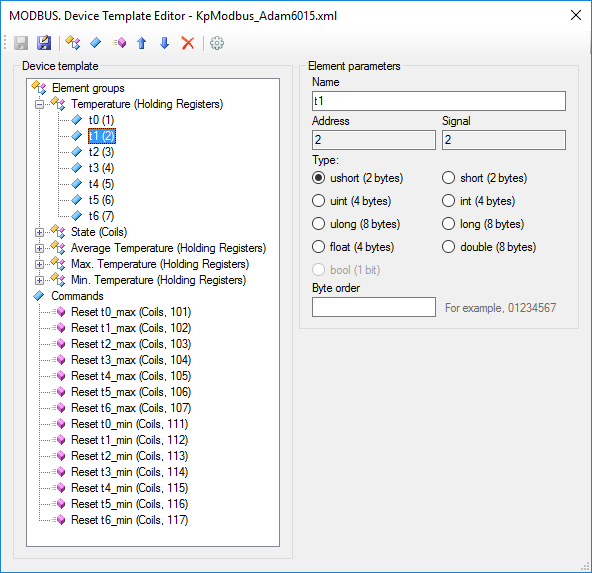 MODBUS. Device Template Editor - KpModbus_Adam6015.xml
Device template
Element groups
Temperature (Holding Registers)
t0 (1)
t1 (2)
t2 (3)
t3 (4)
t4 (5)
t5 (6)
t6 (7)
State (Coils)
Average Temperature (Holding Registers)
Max. Temperature (Holding Registers)
Min. Temperature (Holding Registers)
Commands
Reset t0_max (Coils, 101)
Reset t1_max (Coils, 102)
Reset t2_max (Coils, 103)
Reset t3_max (Coils, 104)
Reset t4_max (Coils, 105)
Reset t5_max (Coils, 106)
Reset t6_max (Coils, 107)
Reset t0_min (Coils, 111)
Reset t1_min (Coils, 112)
Reset t2_min (Coils, 113)
Reset t3_min (Coils, 114)
Reset t4_min (Coils, 115)
Reset t5_min (Coils, 116)
Reset t6_min (Coils, 117)
Element parameters
Name
t1
Address Signal
2 2
Type:
ushort (2 bytes) short (2 bytes)
uint (4 bytes) int (4 bytes)
ulong (8 bytes) long (8 bytes)
float (4 bytes) double (8 bytes)
bool (1 bit)
Byte order
For example, 01234567